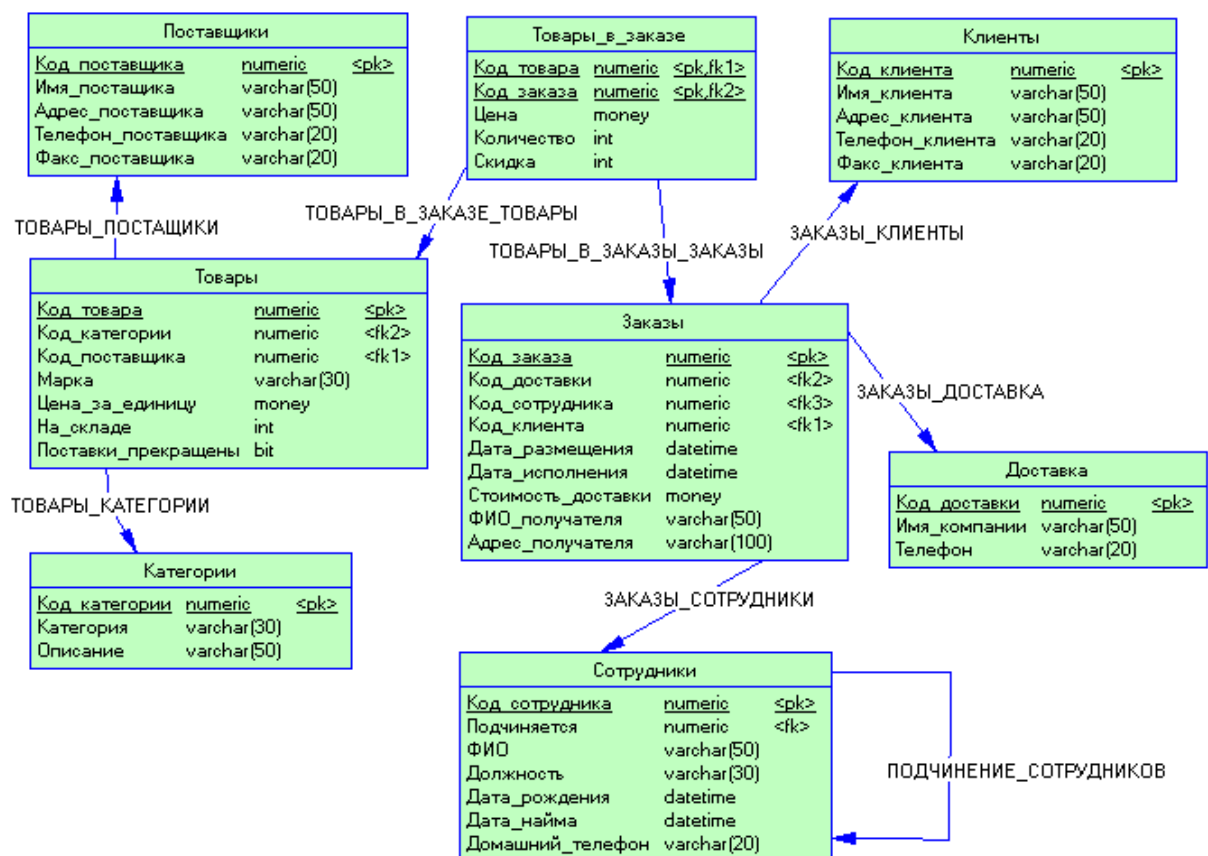 Поставщики
Код_поставщика numeric <pk>
Имя_постащика varchar(50)
Адрес_поставщика varchar(50)
Телефон_поставщика varchar(20)
Факс_поставщика varchar(20)
Товары_в_заказе
Код_товара numeric <pk,fk1>
Код_заказа numeric <pk,fk2>
Цена money
Количество int
Скидка int
Клиенты
Код_клиента numeric <pk>
Имя_клиента varchar(50)
Адрес_клиента varchar(50)
Телефон_клиента varchar(20)
Факс_клиента varchar(20)
ТОВАРЫ_ПОСТАЩИКИ
ТОВАРЫ_В_ЗАКАЗЕ_ТОВАРЫ
ТОВАРЫ_В_ЗАКАЗЫ_ЗАКАЗЫ
ЗАКАЗЫ_КЛИЕНТЫ
Товары
Код_товара numeric <pk>
Код_категории numeric <fk2>
Код_поставщика numeric <fk1>
Марка varchar(30)
Цена_за_единицу money
На_складе int
Поставки_прекращены bit
Заказы
Код_заказа numeric <pk>
Код_доставки numeric <fk2>
Код_сотрудника numeric <fk3>
Код_клиента numeric <fk1>
Дата_размещения datetime
Дата_исполнения datetime
Стоимость_доставки money
ФИО_получателя varchar(50)
Адрес_получателя varchar(100)
ЗАКАЗЫ_ДОСТАВКА
Доставка
Код_доставки numeric <pk>
Имя_компании varchar(50)
Телефон varchar(20)
ТОВАРЫ_КАТЕГОРИИ
Категории
Код_категории numeric <pk>
Категория varchar(30)
Описание varchar(50)
ЗАКАЗЫ_СОТРУДНИКИ
Сотрудники
Код_сотрудника numeric <pk>
Подчиняется numeric <fk>
ФИО varchar(50)
Должность varchar(30)
Дата_рождения datetime
Дата_найма datetime
Домашний_телефон varchar(20)
ПОДЧИНЕНИЕ_СОТРУДНИКОВ